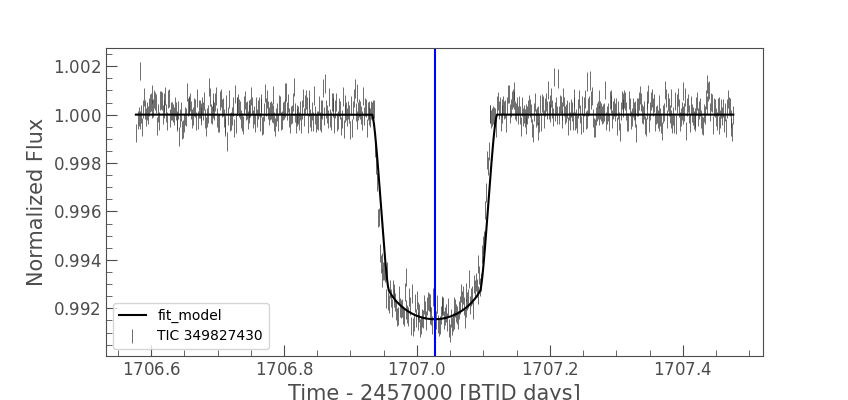 1.002
1.000
0.998
0.996
0.994
0.992
Normalized Flux
fit_model
TIC 349827430
1706.6 1706.8 1707.0 1707.2 1707.4
Time - 2457000 [BTJD days]